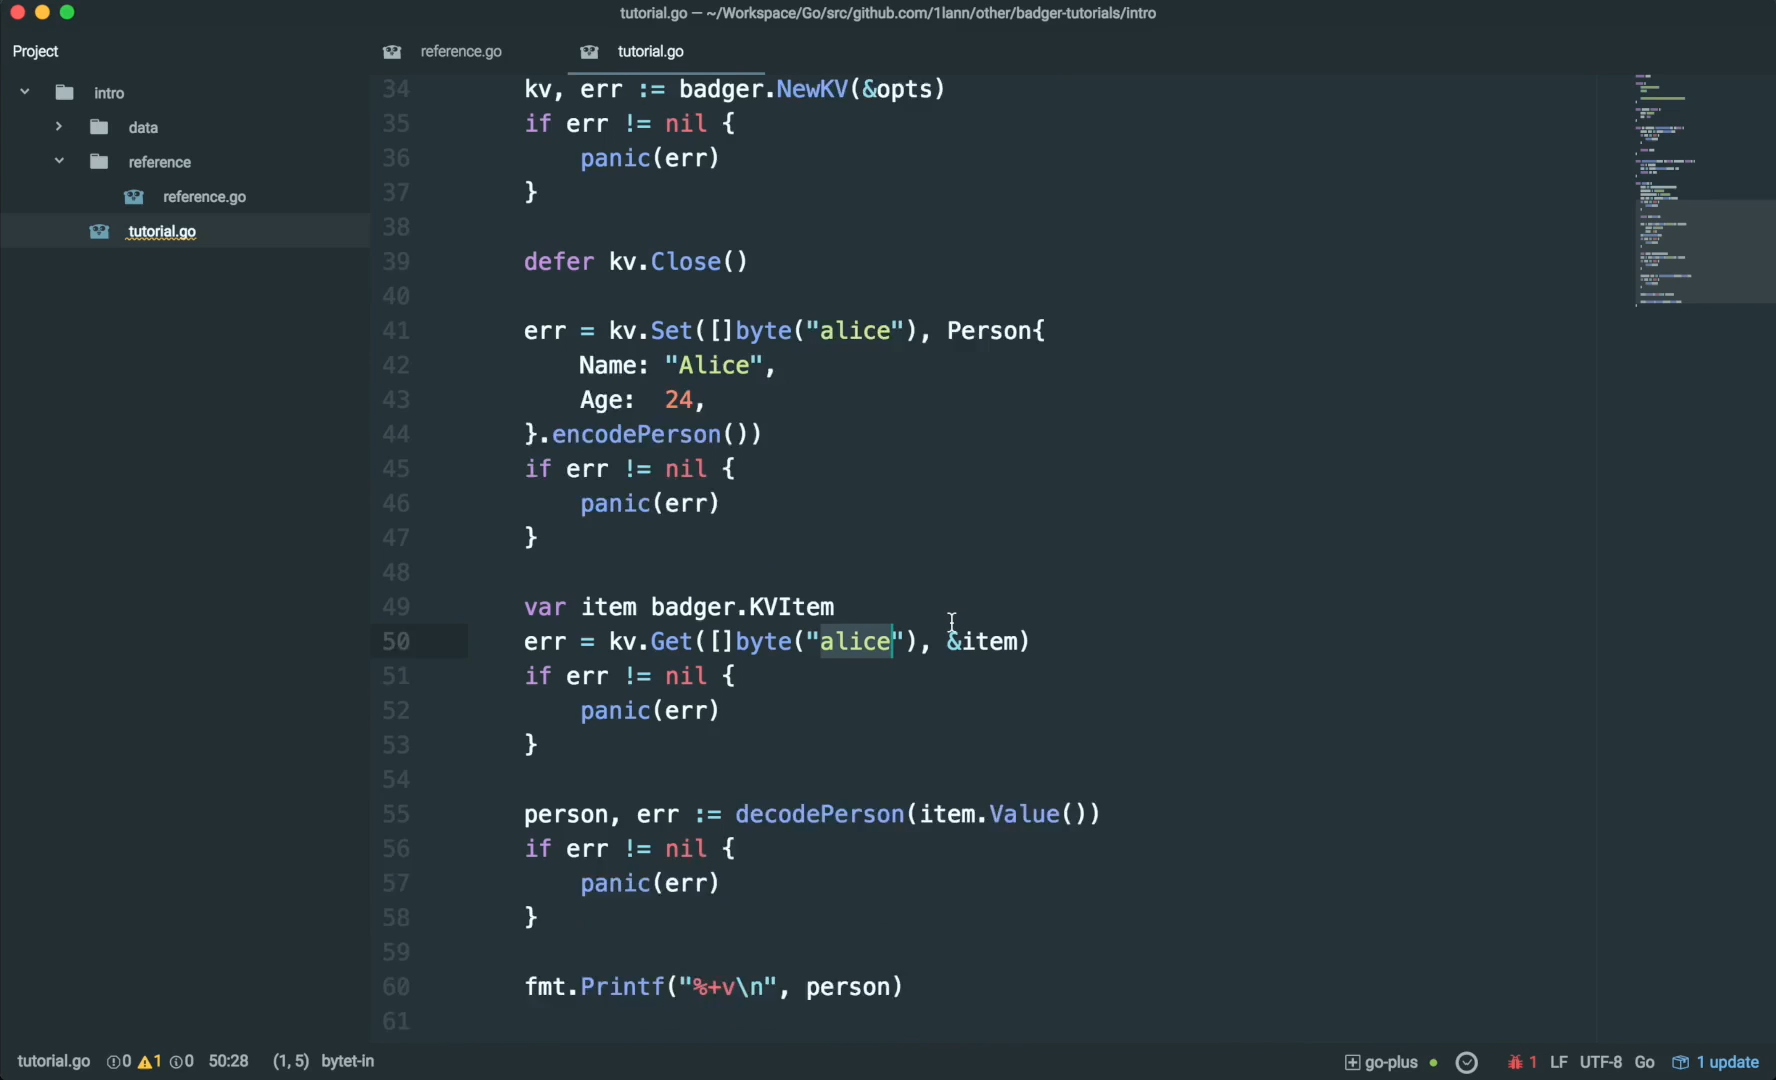 tutorial.go — ~/Workspace/Go/src/github.com/1lann/other/badger-tutorials/intro
Project
reference.go
tutorial.go
intro
data
reference
reference.go
tutorial.go
34 kv, err := badger.NewKV(&opts)
35 if err != nil {
36 panic(err)
37 }
38
39 defer kv.Close()
40
41 err = kv.Set([]byte("alice"), Person{
42 Name: "Alice",
43 Age:  24,
44 }.encodePerson())
45 if err != nil {
46 panic(err)
47 }
48
49 var item badger.KVItem
50 err = kv.Get([]byte("alice"), &item)
51 if err != nil {
52 panic(err)
53 }
54
55 person, err := decodePerson(item.Value())
56 if err != nil {
57 panic(err)
58 }
59
60 fmt.Printf("%+v\n", person)
61
tutorial.go 0 1 0 50:28 (1, 5) bytet-in go-plus 1 LF UTF-8 Go 1 update